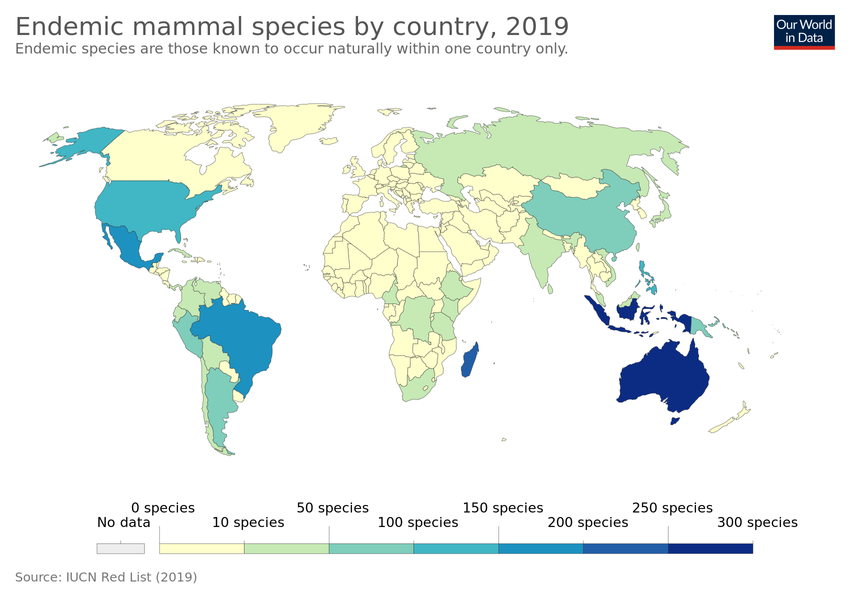 Endemic mammal species by country, 2019
Endemic species are those known to occur naturally within one country only.
Our World
in Data
0 species 50 species 150 species 250 species
No data 10 species 100 species 200 species 300 species
Source: IUCN Red List (2019)